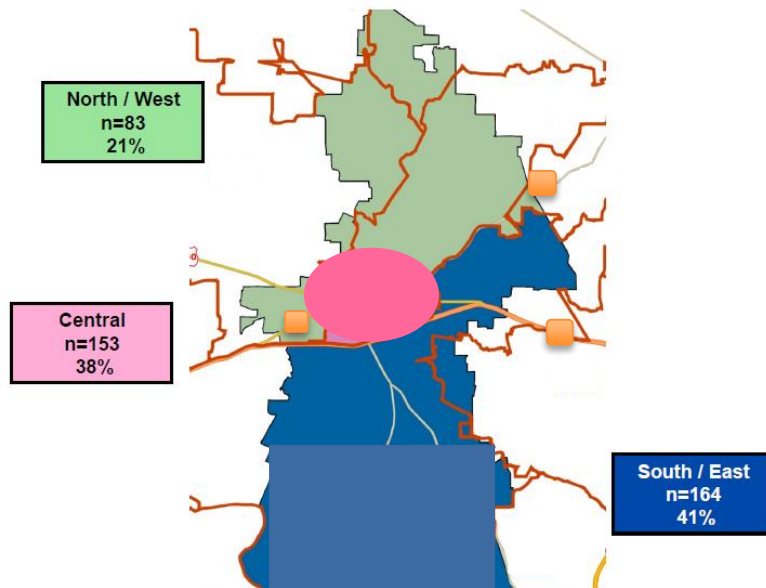 North / West
n=83
21%
Central
n=153
38%
South / East
n=164
41%